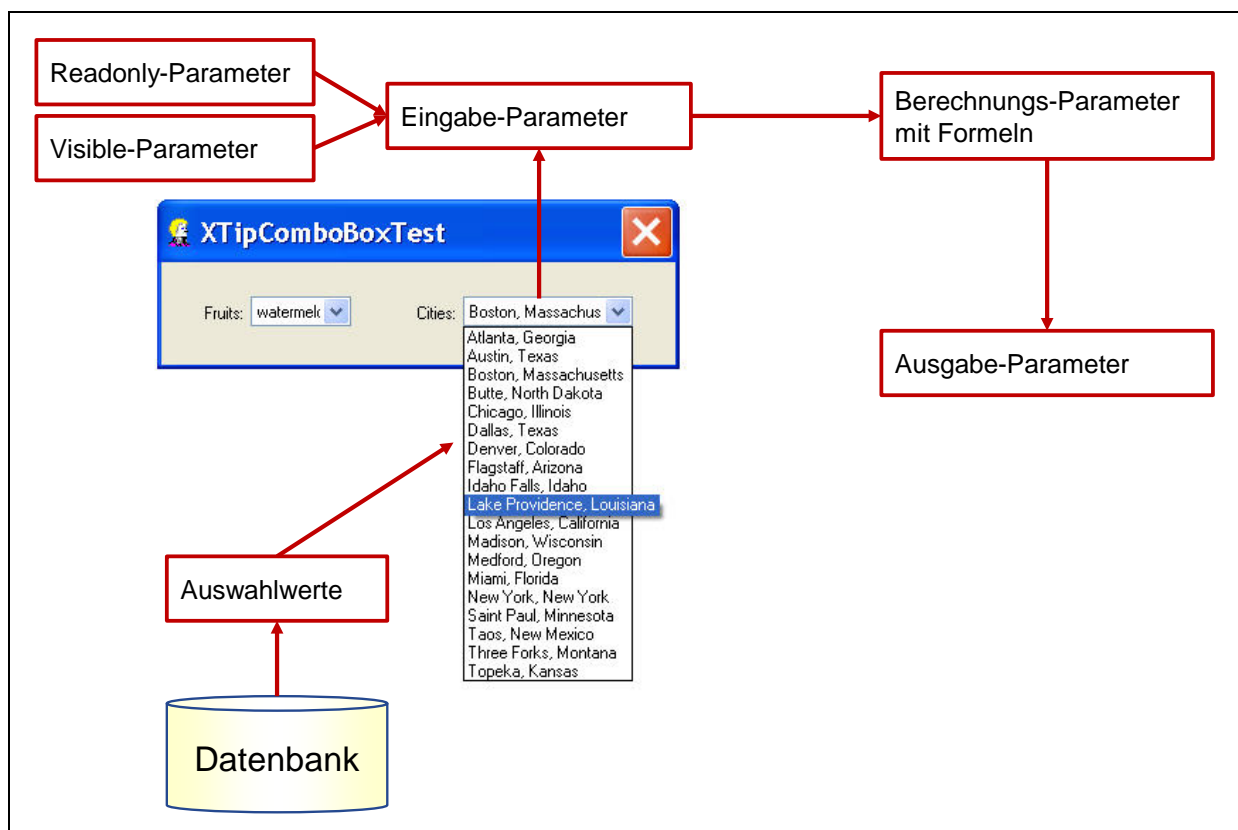 Readonly-Parameter
Visible-Parameter
Eingabe-Parameter
Berechnungs-Parameter
mit Formeln
Ausgabe-Parameter
XTipComboBoxTest
Fruits: watermelc
Cities: Boston, Massachus
Atlanta, Georgia
Austin, Texas
Boston, Massachusetts
Butte, North Dakota
Chicago, Illinois
Dallas, Texas
Denver, Colorado
Flagstaff, Arizona
Idaho Falls, Idaho
Lake Providence, Louisiana
Los Angeles, California
Madison, Wisconsin
Medford, Oregon
Miami, Florida
New York, New York
Saint Paul, Minnesota
Taos, New Mexico
Three Forks, Montana
Topeka, Kansas
Auswahlwerte
Datenbank